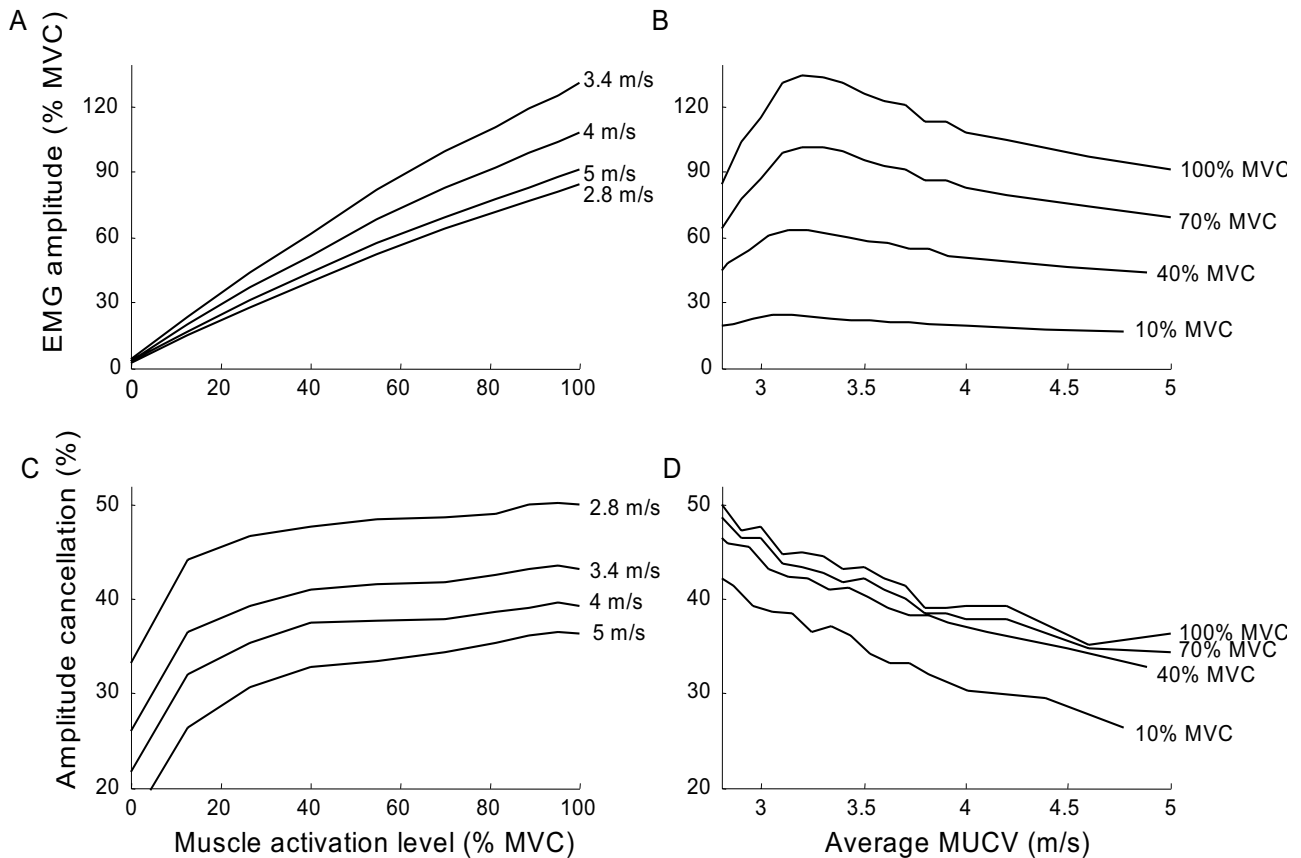 A
B
EMG amplitude (% MVC)
120
90
60
30
0
0
20
40
60
80
100
3.4 m/s
4 m/s
5 m/s
2.8 m/s
120
90
60
30
0
3
3.5
4
4.5
5
100% MVC
70% MVC
40% MVC
10% MVC
C
D
Amplitude cancellation (%)
50
40
30
20
0
20
40
60
80
100
2.8 m/s
3.4 m/s
4 m/s
5 m/s
Muscle activation level (% MVC)
50
40
30
20
3
3.5
4
4.5
5
100% MVC
70% MVC
40% MVC
10% MVC
Average MUCV (m/s)